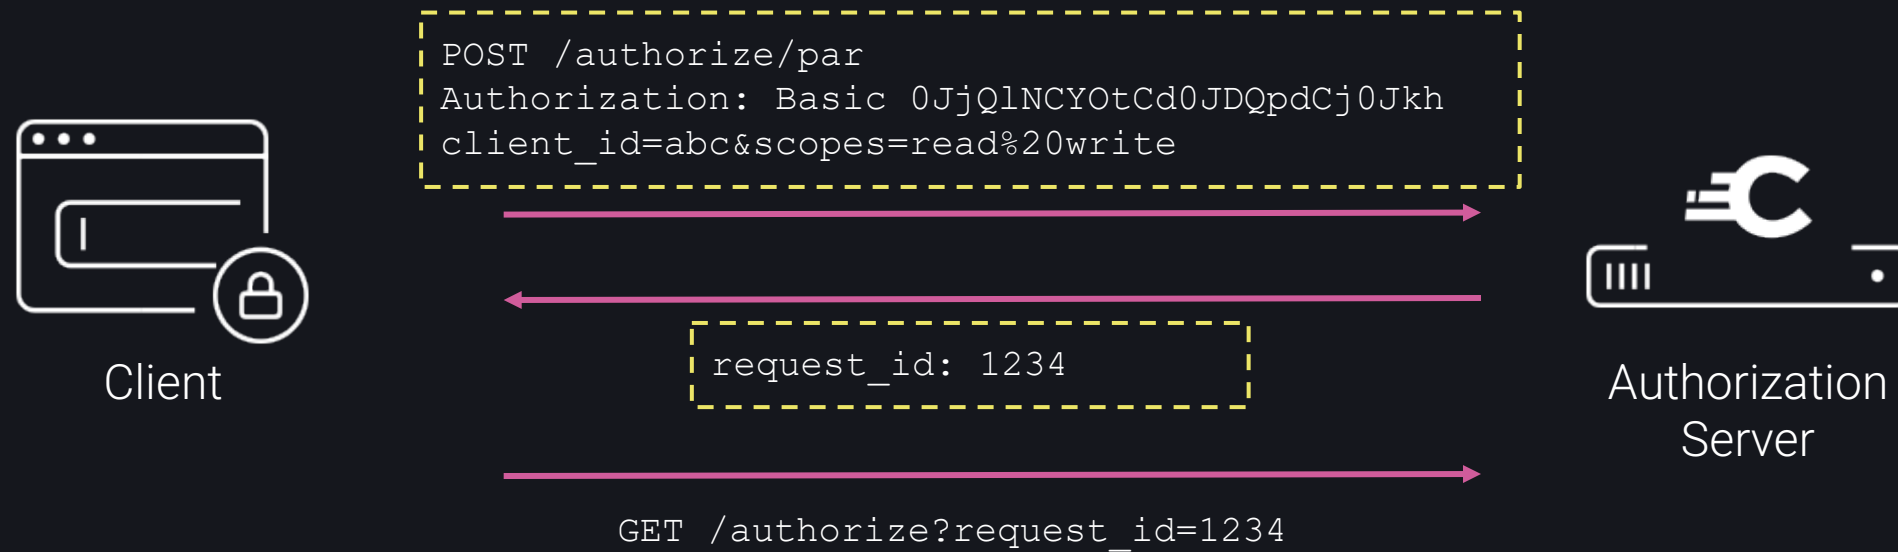 POST /authorize/par
Authorization: Basic 0JjQlNCYOtCd0JDQpdCj0Jkh
client_id=abc&scopes=read%20write
request_id: 1234
Client
Authorization
Server
GET /authorize?request_id=1234